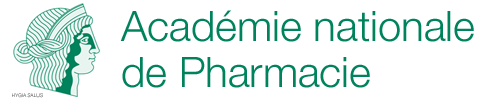 Académie nationale
de Pharmacie
HYGIA SALUS